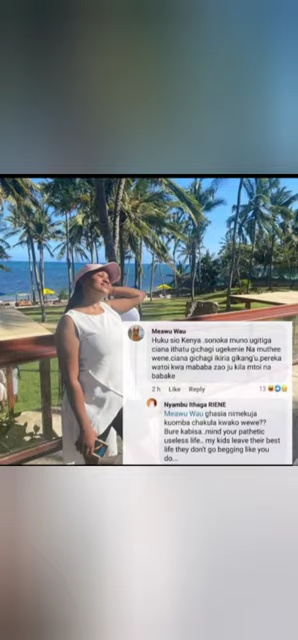 Meawu Wau
Huku sio Kenya .sonoka muno ugitiga
ciana ithatu gichagi ugekenie Na muthee
wene.ciana gichagi ikiria gikang'u.pereka
watoi kwa mababa zao ju kila mtoi na
babake
2 h Like Reply 13
Nyambu Ithaga RIENE
Meawu Wau ghasia nimekuja
kuomba chakula kwako wewe??
Bure kabisa..mind your pathetic
useless life.. my kids leave their best
life they don't go begging like you
do...